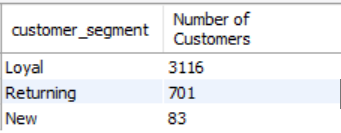 customer_segment Number of
Customers
Loyal 3116
Returning 701
New 83